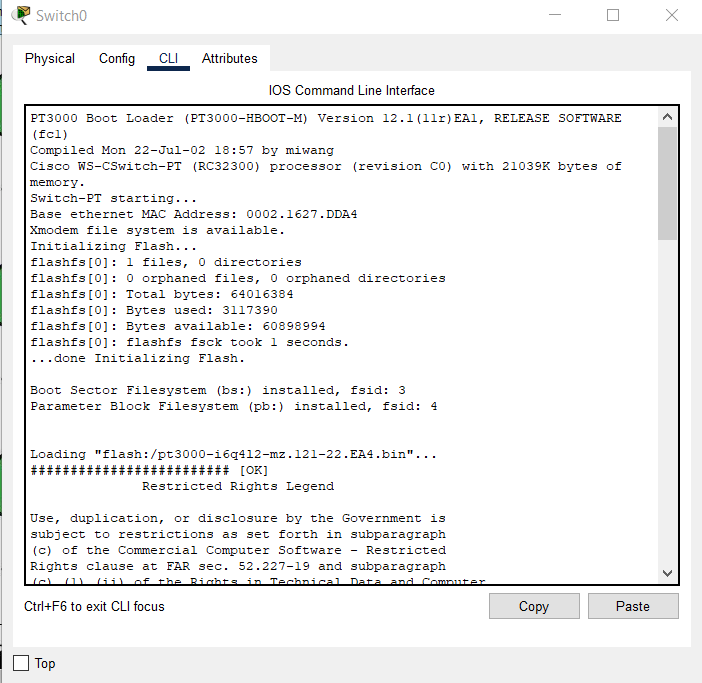 Switch0
Physical Config CLI Attributes
IOS Command Line Interface
PT3000 Boot Loader (PT3000-HBOOT-M) Version 12.1(11r)EA1, RELEASE SOFTWARE
(fc1)
Compiled Mon 22-Jul-02 18:57 by miwang
Cisco WS-CSwitch-PT (RC32300) processor (revision C0) with 21039K bytes of
memory.
Switch-PT starting...
Base ethernet MAC Address: 0002.1627.DDA4
Xmodem file system is available.
Initializing Flash...
flashfs[0]: 1 files, 0 directories
flashfs[0]: 0 orphaned files, 0 orphaned directories
flashfs[0]: Total bytes: 64016384
flashfs[0]: Bytes used: 3117390
flashfs[0]: Bytes available: 60898994
flashfs[0]: flashfs fsck took 1 seconds.
...done Initializing Flash.
Boot Sector Filesystem (bs:) installed, fsid: 3
Parameter Block Filesystem (pb:) installed, fsid: 4
Loading "flash:/pt3000-i6q4l2-mz.121-22.EA4.bin"...
######################### [OK]
Restricted Rights Legend
Use, duplication, or disclosure by the Government is
subject to restrictions as set forth in subparagraph
(c) of the Commercial Computer Software - Restricted
Rights clause at FAR sec. 52.227-19 and subparagraph
(c) (1) (ii) of the Rights in Technical Data and Computer
Ctrl+F6 to exit CLI focus
Copy Paste
Top